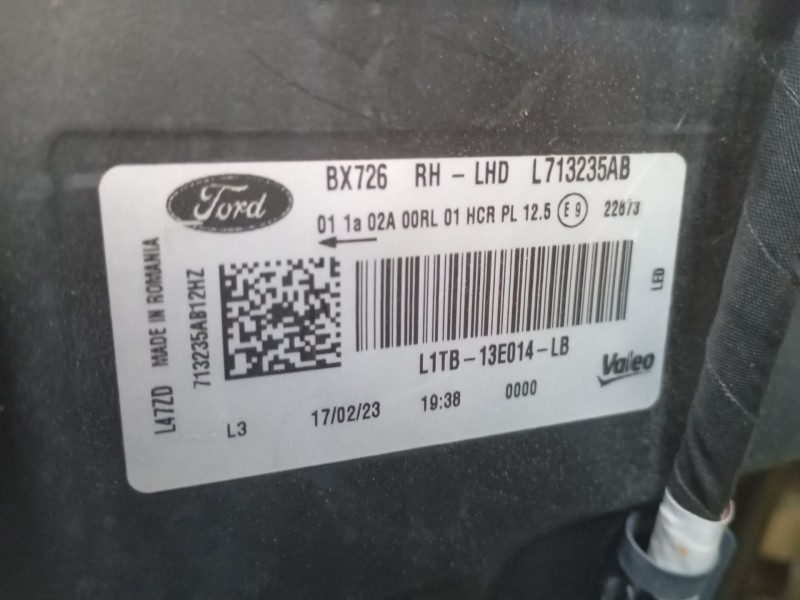 Ford
BX726 RH - LHD L713235AB
01 1a 02A 00RL 01 HCR PL 12.5 E9 22673
L47ZD MADE IN ROMANIA
713235AB12HZ
LED
L1TB-13E014-LB
Valeo
L3 17/02/23 19:38 0000